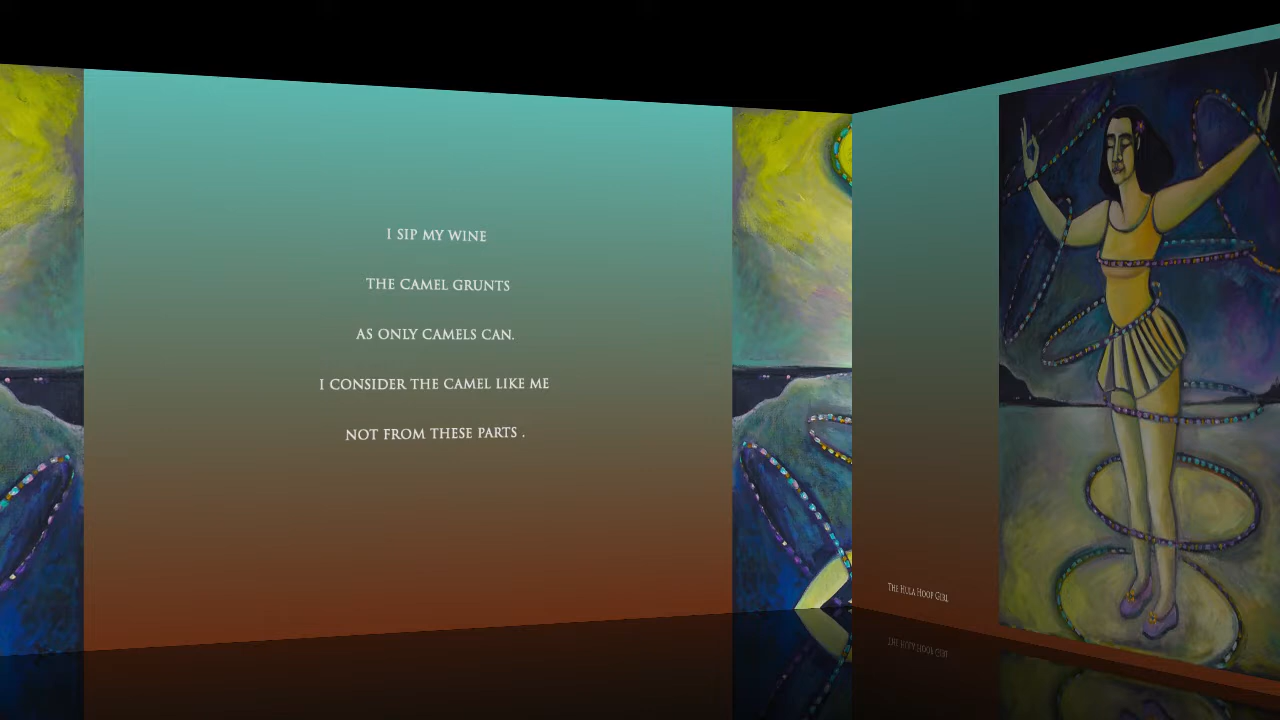 I SIP MY WINE
THE CAMEL GRUNTS
AS ONLY CAMELS CAN.
I CONSIDER THE CAMEL LIKE ME
NOT FROM THESE PARTS .
THE HULA HOOP GIRL